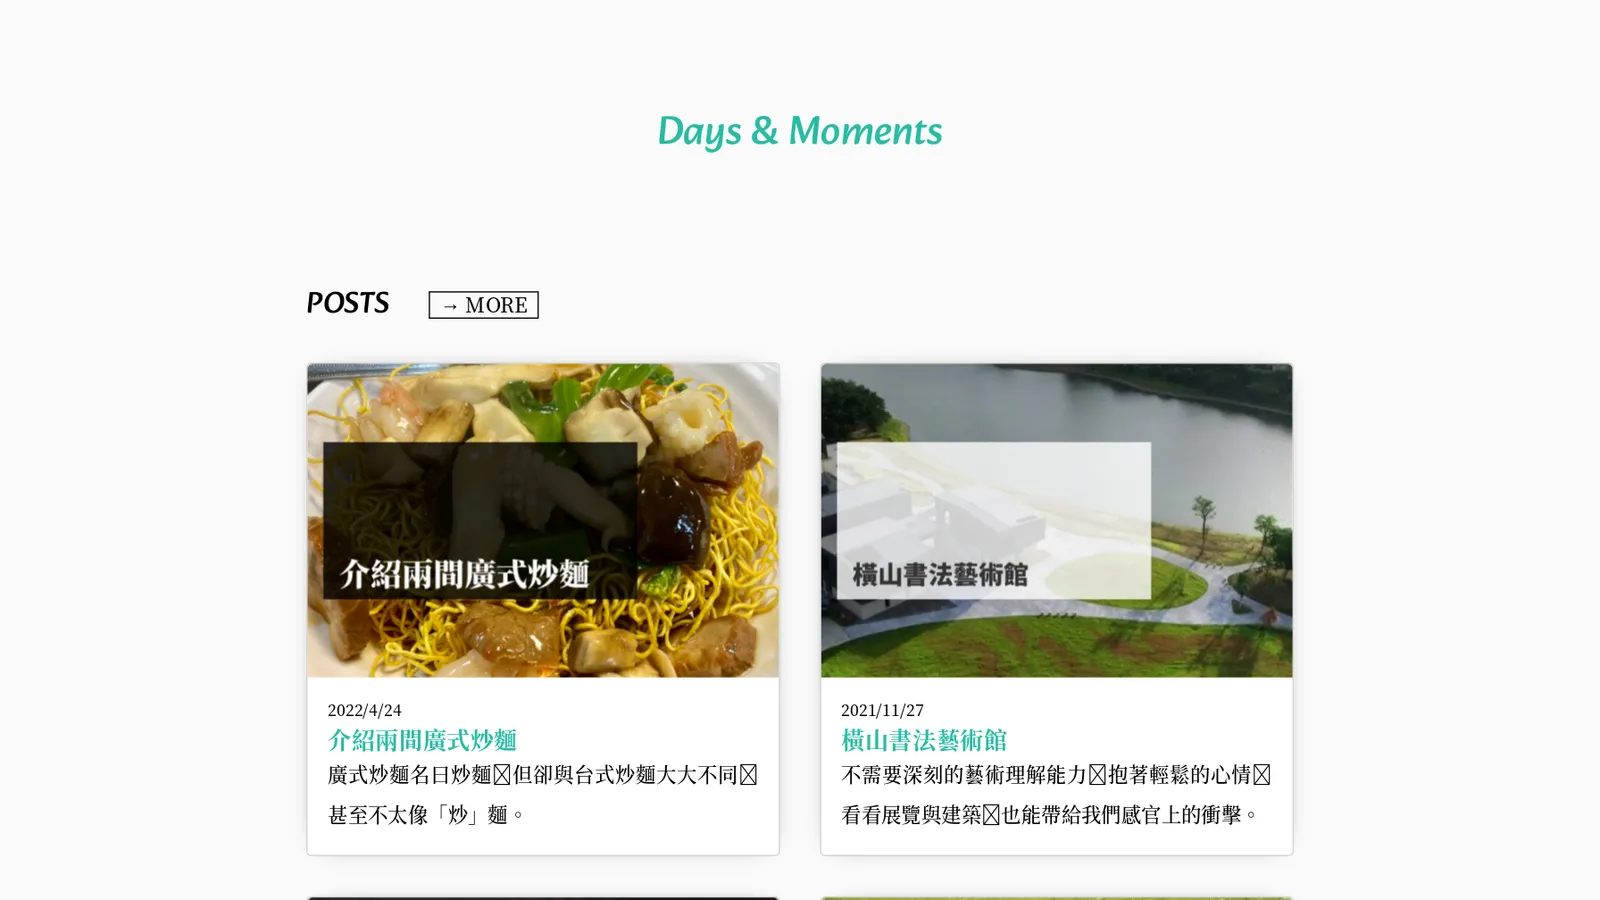 Days & Moments
POSTS
→ MORE
介紹兩間廣式炒麵
橫山書法藝術館
2022/4/24
介紹兩間廣式炒麵
廣式炒麵名曰炒麵但卻與台式炒麵大大不同
甚至不太像「炒」麵。
2021/11/27
橫山書法藝術館
不需要深刻的藝術理解能力抱著輕鬆的心情
看看展覽與建築也能帶給我們感官上的衝擊。